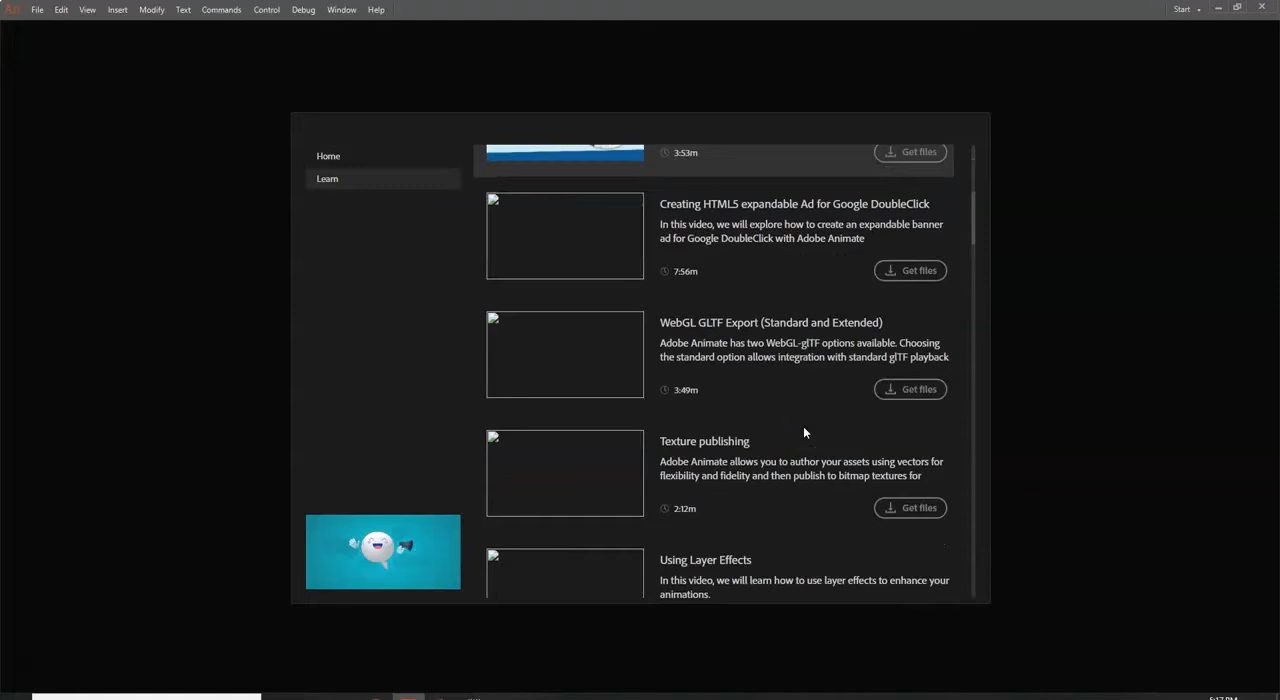 An File Edit View Insert Modify Text Commands Control Debug Window Help Start
Home
Learn
3:53m Get files
Creating HTML5 expandable Ad for Google DoubleClick
In this video, we will explore how to create an expandable banner
ad for Google DoubleClick with Adobe Animate
7:56m Get files
WebGL GLTF Export (Standard and Extended)
Adobe Animate has two WebGL-glTF options available. Choosing
the standard option allows integration with standard glTF playback
3:49m Get files
Texture publishing
Adobe Animate allows you to author your assets using vectors for
flexibility and fidelity and then publish to bitmap textures for
2:12m Get files
Using Layer Effects
In this video, we will learn how to use layer effects to enhance your
animations.
5:17 PM